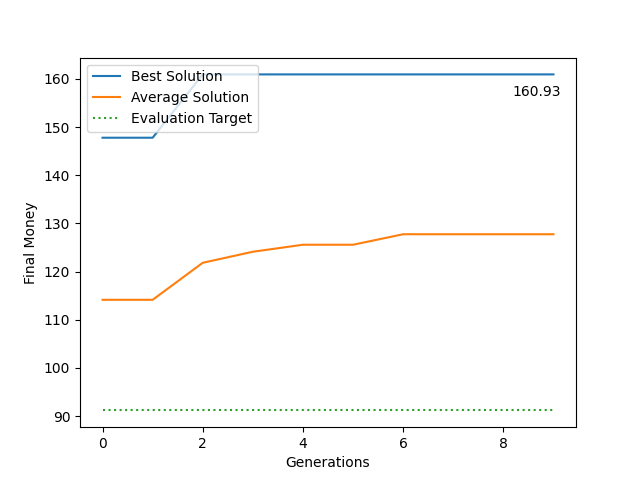 Best Solution
Average Solution
Evaluation Target
160.93
160
150
140
130
120
110
100
90
Final Money
0 2 4 6 8
Generations